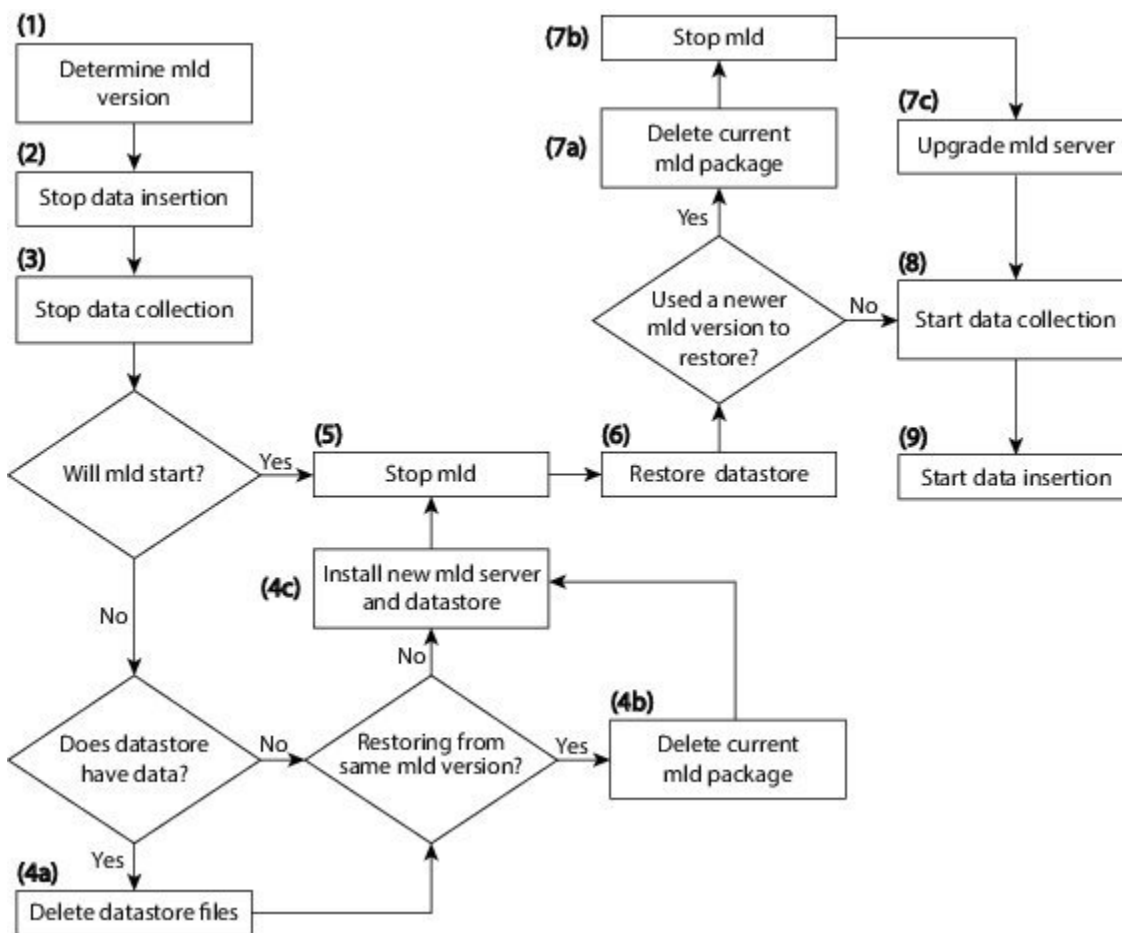 (1)
Determine mld
version
(2)
Stop data insertion
(3)
Stop data collection
Will mld start?
Yes
No
Does datastore
have data?
No
Yes
(4a)
Delete datastore files
Restoring from
same mld version?
No
Yes
(4b)
Delete current
mld package
(4c)
Install new mld server
and datastore
(5)
Stop mld
(6)
Restore datastore
Used a newer
mld version to
restore?
Yes
No
(7a)
Delete current
mld package
(7b)
Stop mld
(7c)
Upgrade mld server
(8)
Start data collection
(9)
Start data insertion